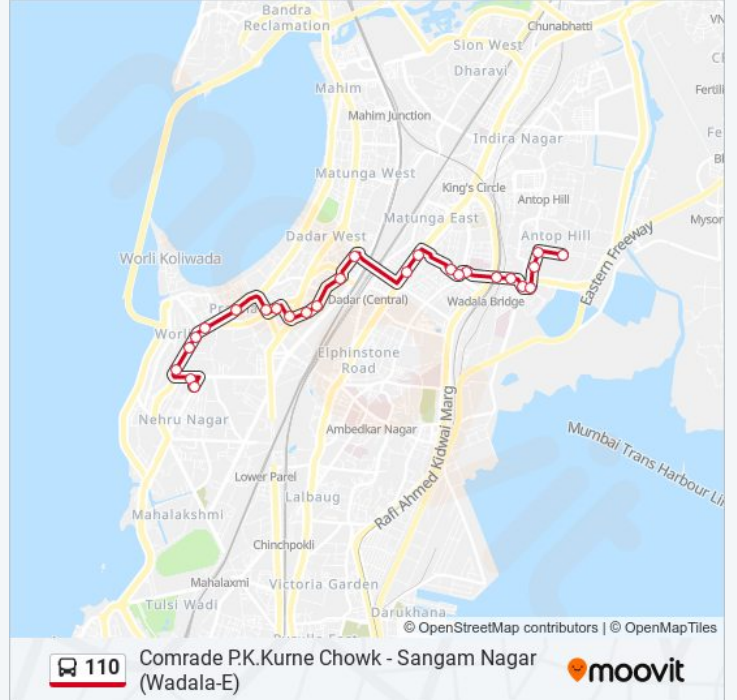 Bandra
Reclamation
Chunabhatti
VN
Sion West
Dharavi
Mahim
Fertili
Mahim Junction
Indira Nagar
Matunga West
King's Circle
Antop Hill
Matunga East
Mysor
Dadar West
Antop Hill
Worli Koliwada
Eastern Freeway
Dadar (Central)
Wadala Bridge
Elphinstone
Road
Nehru Nagar
Ambedkar Nagar
Rafi Ahmed Kidwai Marg
Mumbai Trans Harbour Lin
Lower Parel
Lalbaug
Mahalakshmi
Chinchpokli
Mahalaxmi
Victoria Garden
Tulsi Wadi
Darukhana
© OpenStreetMap contributors | © OpenMapTiles
110
Comrade P.K.Kurne Chowk - Sangam Nagar
(Wadala-E)
moovit